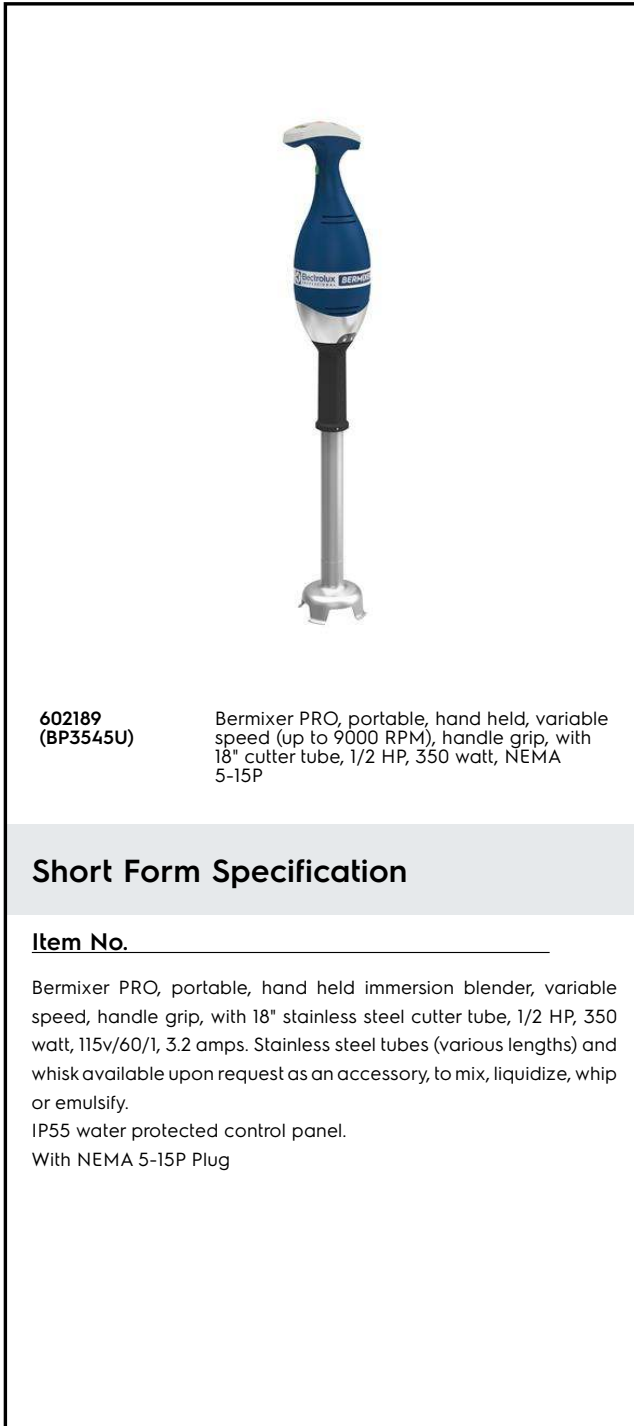 Electrolux BERMIXER
PROFESSIONAL
602189
(BP3545U)
Bermixer PRO, portable, hand held, variable
speed (up to 9000 RPM), handle grip, with
18" cutter tube, 1/2 HP, 350 watt, NEMA
5-15P
Short Form Specification
Item No.
Bermixer PRO, portable, hand held immersion blender, variable
speed, handle grip, with 18" stainless steel cutter tube, 1/2 HP, 350
watt, 115v/60/1, 3.2 amps. Stainless steel tubes (various lengths) and
whisk available upon request as an accessory, to mix, liquidize, whip
or emulsify.
IP55 water protected control panel.
With NEMA 5-15P Plug